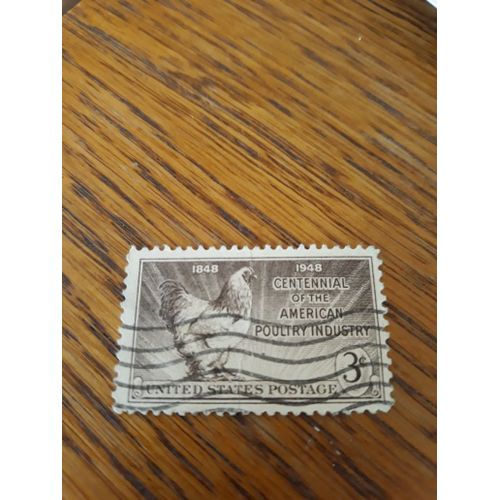 1848 1948
CENTENNIAL
OF THE
AMERICAN
POULTRY INDUSTRY
3¢
UNITED STATES POSTAGE